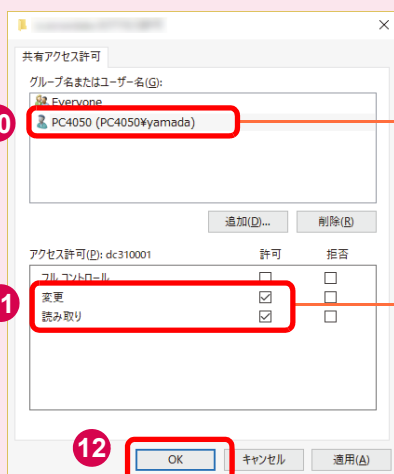 共有アクセス許可
グループ名またはユーザー名(G):
Everyone
0 PC4050 (PC4050¥yamada)
追加(D)... 削除(R)
アクセス許可(P): dc310001 許可 拒否
フル コントロール
1 変更
読み取り
12
OK キャンセル 適用(A)